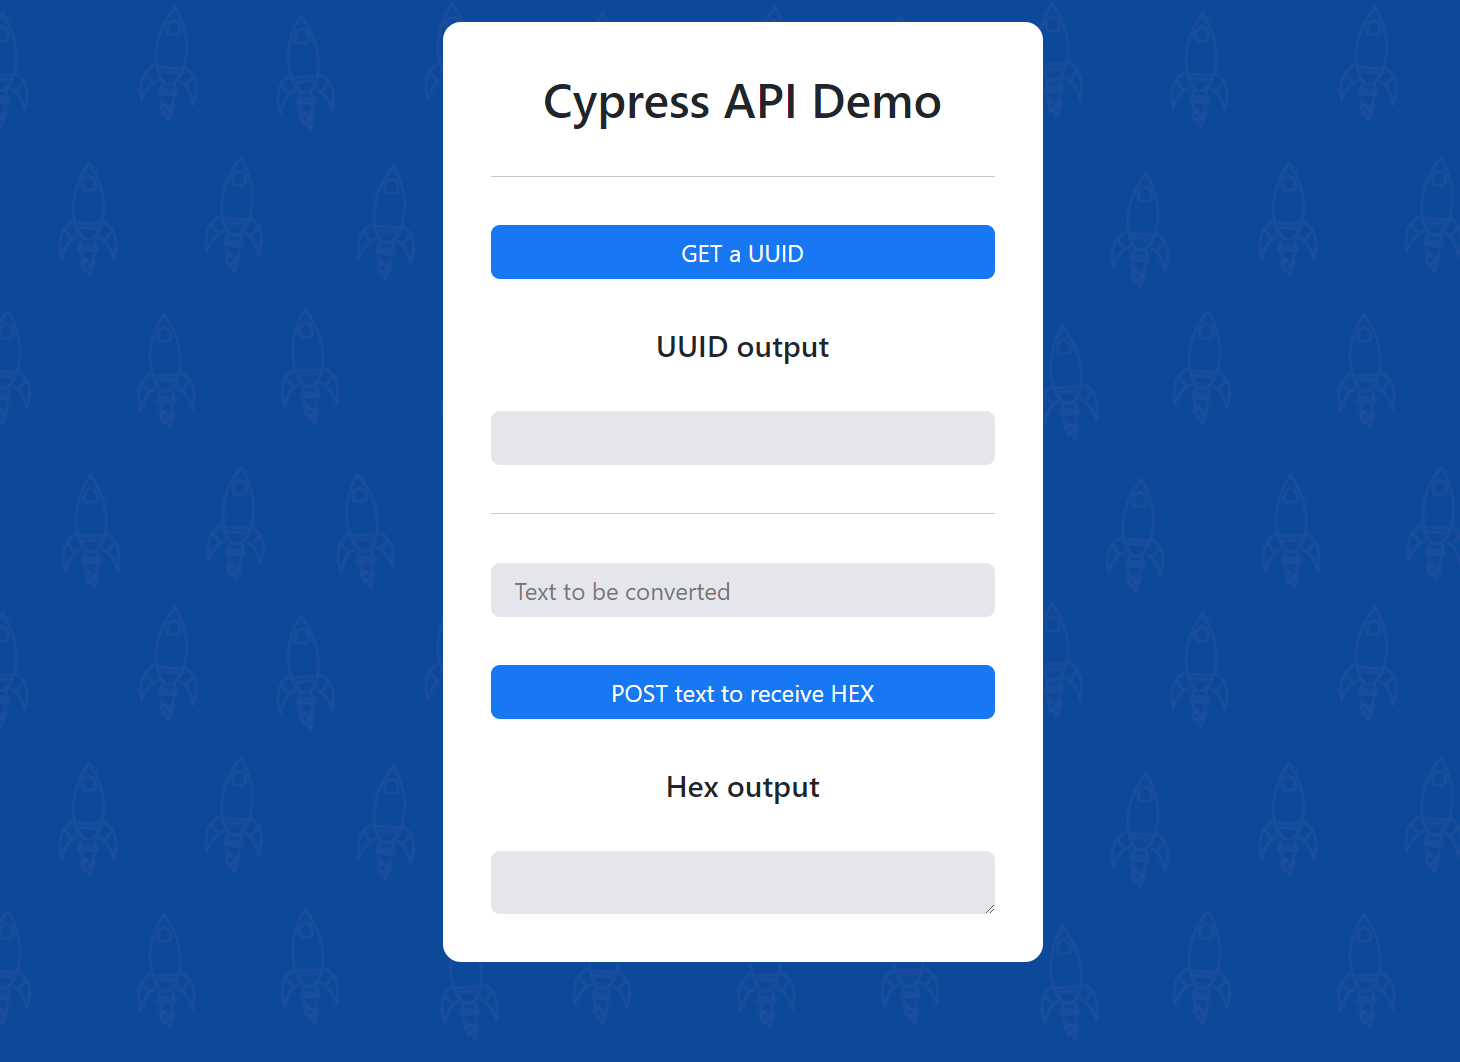 Cypress API Demo
GET a UUID
UUID output
Text to be converted
POST text to receive HEX
Hex output